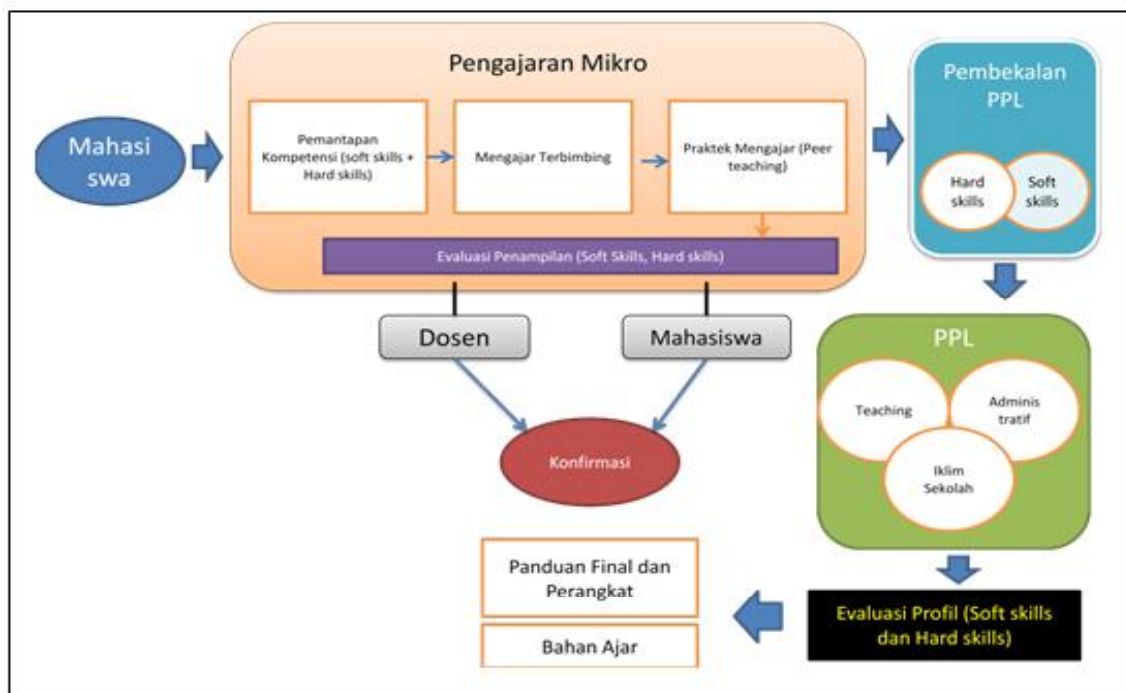 Pengajaran Mikro
Mahasi
swa
Pemantapan
Kompetensi (soft skills +
Hard skills)
Mengajar Terbimbing
Praktek Mengajar (Peer
teaching)
Evaluasi Penampilan (Soft Skills, Hard skills)
Dosen
Mahasiswa
Konfirmasi
Pembekalan
PPL
Hard
skills
Soft
skills
PPL
Teaching
Adminis
tratif
Iklim
Sekolah
Evaluasi Profil (Soft skills
dan Hard skills)
Panduan Final dan
Perangkat
Bahan Ajar